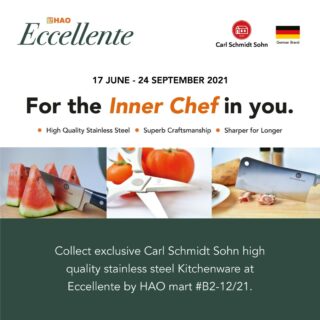 HAO
Eccellente
Carl Schmidt Sohn
German Brand
17 JUNE - 24 SEPTEMBER 2021
For the Inner Chef in you.
• High Quality Stainless Steel • Superb Craftsmanship • Sharper for Longer
Collect exclusive Carl Schmidt Sohn high
quality stainless steel Kitchenware at
Eccellente by HAO mart #B2-12/21.